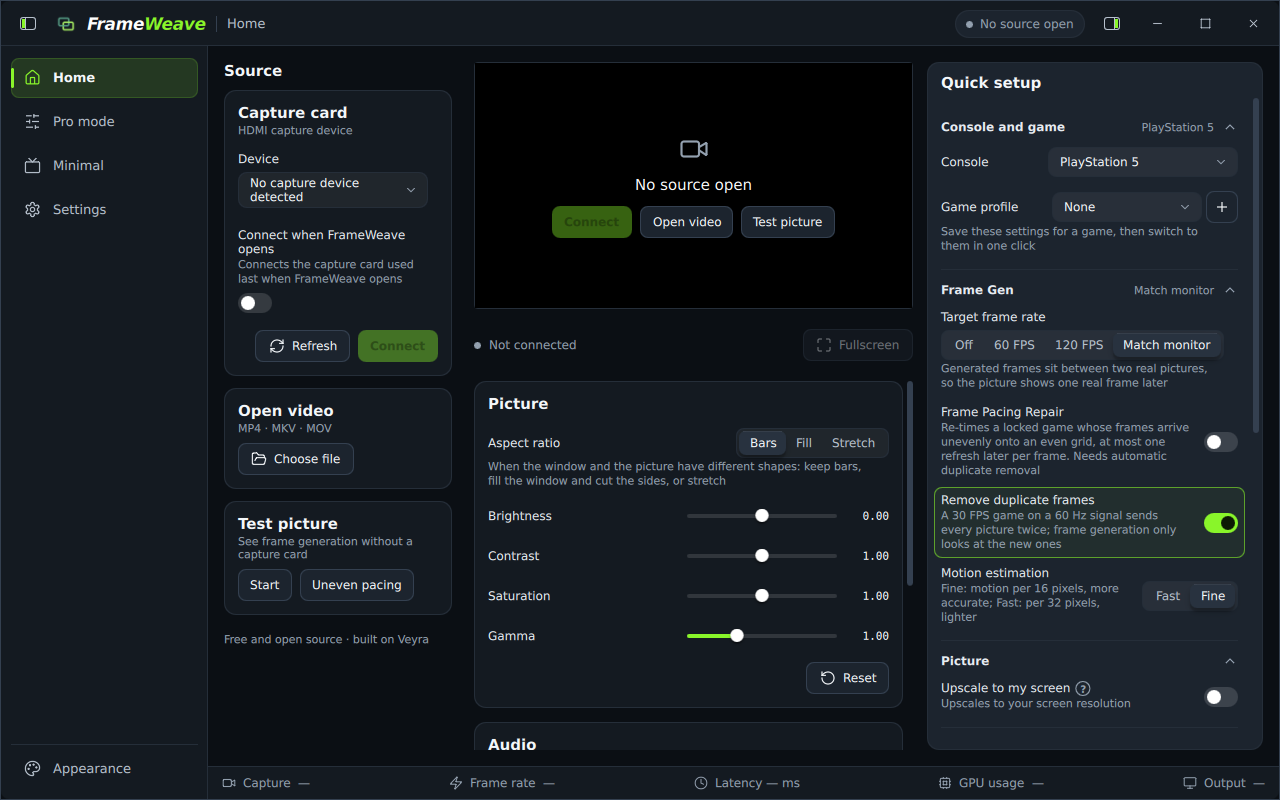 FrameWeave
Home
No source open
Home
Pro mode
Minimal
Settings
Appearance
Source
Capture card
HDMI capture device
Device
No capture device
detected
Connect when FrameWeave
opens
Connects the capture card used
last when FrameWeave opens
Refresh
Connect
Open video
MP4 · MKV · MOV
Choose file
Test picture
See frame generation without a
capture card
Start
Uneven pacing
Free and open source · built on Veyra
No source open
Connect
Open video
Test picture
Not connected
Fullscreen
Picture
Aspect ratio
Bars
Fill
Stretch
When the window and the picture have different shapes: keep bars,
fill the window and cut the sides, or stretch
Brightness
0.00
Contrast
1.00
Saturation
1.00
Gamma
1.00
Reset
Audio
Quick setup
Console and game
PlayStation 5
Console
PlayStation 5
Game profile
None
Save these settings for a game, then switch to
them in one click
Frame Gen
Match monitor
Target frame rate
Off
60 FPS
120 FPS
Match monitor
Generated frames sit between two real pictures,
so the picture shows one real frame later
Frame Pacing Repair
Re-times a locked game whose frames arrive
unevenly onto an even grid, at most one
refresh later per frame. Needs automatic
duplicate removal
Remove duplicate frames
A 30 FPS game on a 60 Hz signal sends
every picture twice; frame generation only
looks at the new ones
Motion estimation
Fine: motion per 16 pixels, more
accurate; Fast: per 32 pixels,
lighter
Fast
Fine
Picture
Upscale to my screen ?
Upscales to your screen resolution
Capture —
Frame rate —
Latency — ms
GPU usage —
Output —